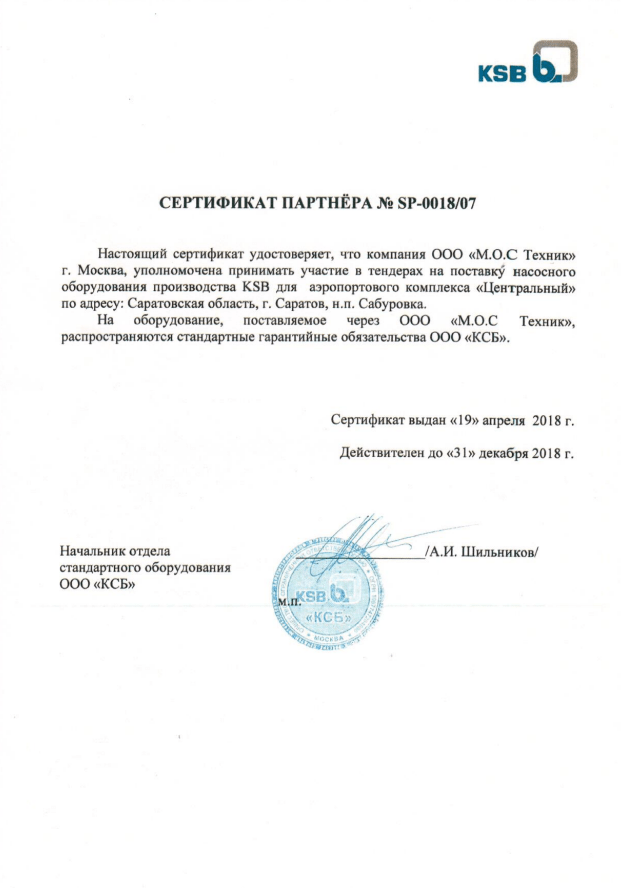 KSB
СЕРТИФИКАТ ПАРТНЁРА № SP-0018/07
Настоящий сертификат удостоверяет, что компания ООО «М.О.С Техник»
г. Москва, уполномочена принимать участие в тендерах на поставку насосного
оборудования производства KSB для аэропортового комплекса «Центральный»
по адресу: Саратовская область, г. Саратов, н.п. Сабуровка.
На оборудование, поставляемое через ООО «М.О.С Техник»,
распространяются стандартные гарантийные обязательства ООО «КСБ».
Сертификат выдан «19» апреля 2018 г.
Действителен до «31» декабря 2018 г.
Начальник отдела
стандартного оборудования
ООО «КСБ»
/А.И. Шильников/
м.п.
KSB
«КСБ»
МОСКВА